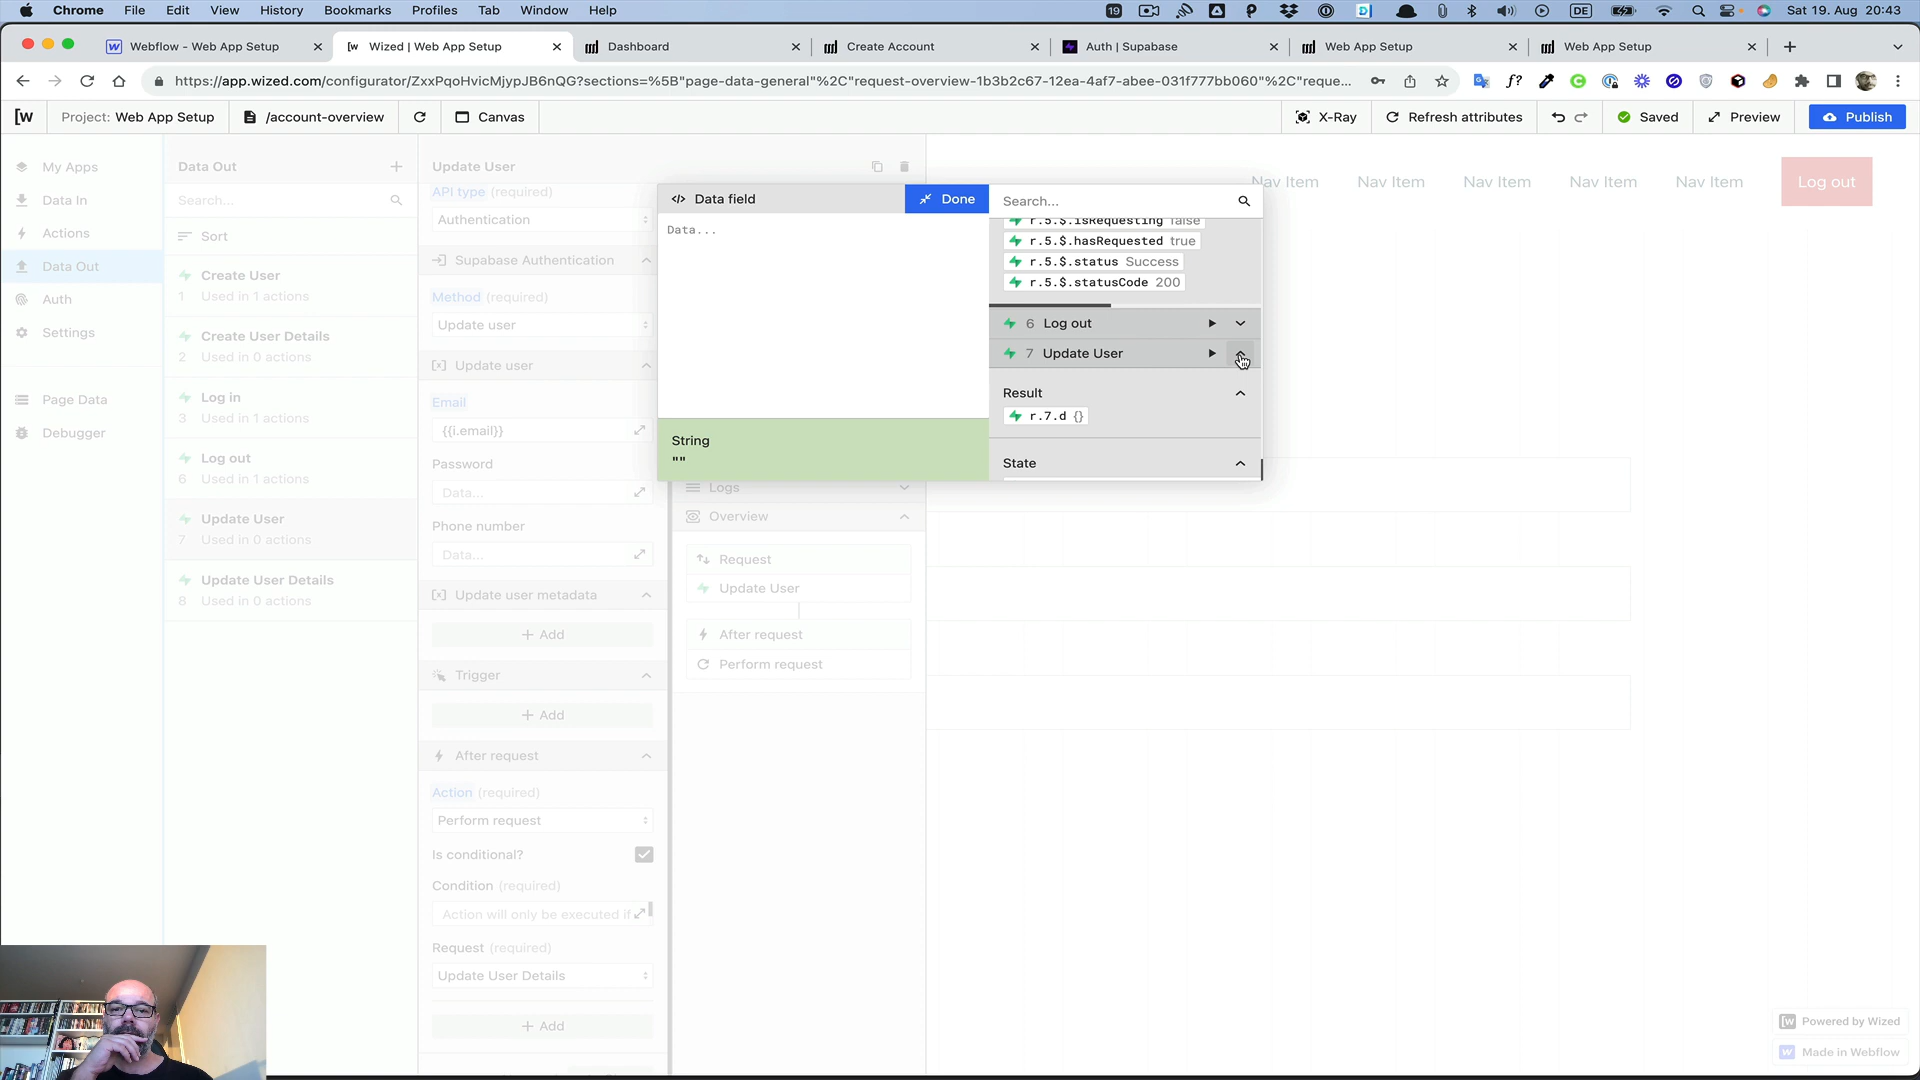 Chrome File Edit View History Bookmarks Profiles Tab Window Help 19 DE Sat 19. Aug 20:43
Webflow - Web App Setup
Wized | Web App Setup
Dashboard
Create Account
Auth | Supabase
Web App Setup
Web App Setup
https://app.wized.com/configurator/ZxxPqoHvicMjypJB6nQG?sections=%5B"page-data-general"%2C"request-overview-1b3b2c67-12ea-4af7-abee-031f777bb060"%2C"reque...
[w Project: Web App Setup /account-overview Canvas X-Ray Refresh attributes Saved Preview Publish
My Apps
Data In
Actions
Data Out
Auth
Settings
Page Data
Debugger
Data Out
Search...
Sort
Create User
1 Used in 1 actions
Create User Details
2 Used in 0 actions
Log in
3 Used in 1 actions
Log out
6 Used in 1 actions
Update User
7 Used in 0 actions
Update User Details
8 Used in 0 actions
Update User
API type (required)
Authentication
Supabase Authentication
Method (required)
Update user
Update user
Email
{{i.email}}
Password
Data...
Phone number
Data...
Update user metadata
+ Add
Trigger
+ Add
After request
Action (required)
Perform request
Is conditional?
Condition (required)
Action will only be executed if
Request (required)
Update User Details
+ Add
</> Data field
Done
Data...
String
""
Search...
r.5.$.isRequesting false
r.5.$.hasRequested true
r.5.$.status Success
r.5.$.statusCode 200
6 Log out
7 Update User
Result
r.7.d {}
State
Logs
Overview
Request
Update User
After request
Perform request
Nav Item Nav Item Nav Item Nav Item Nav Item Log out
[w Powered by Wized
Made in Webflow